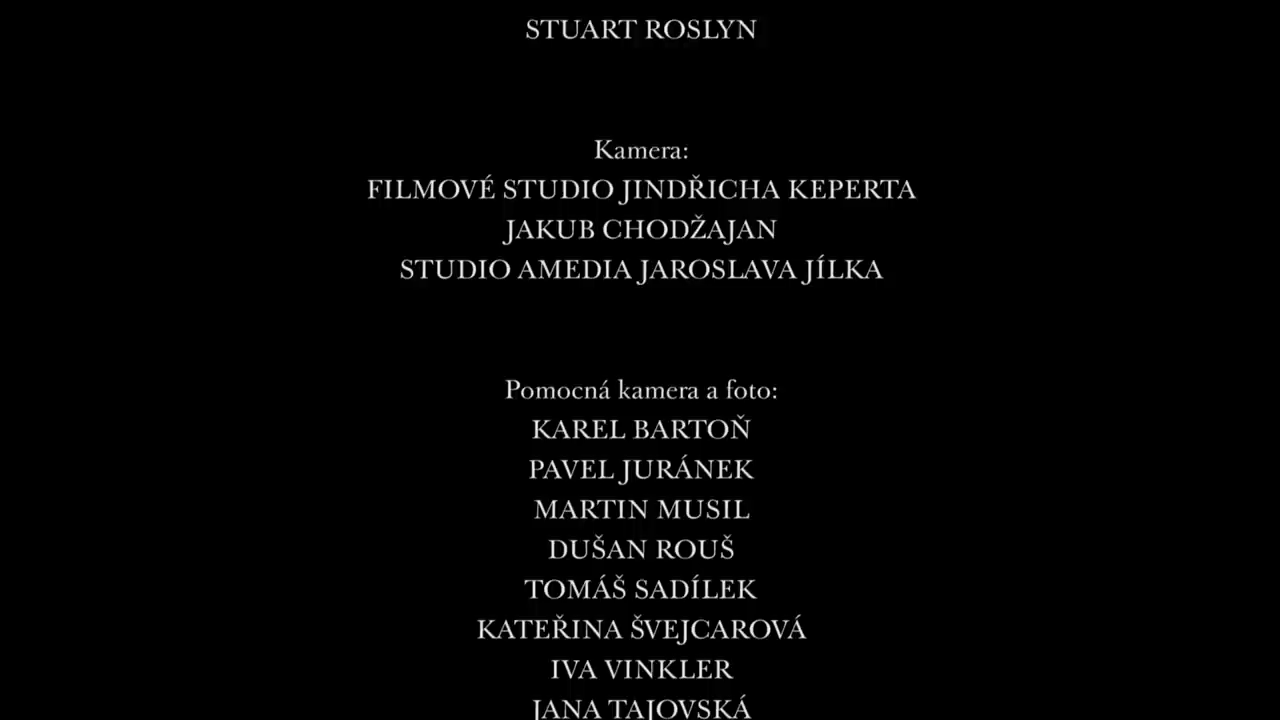 STUART ROSLYN
Kamera:
FILMOVÉ STUDIO JINDŘICHA KEPERTA
JAKUB CHODŽAJAN
STUDIO AMEDIA JAROSLAVA JÍLKA
Pomocná kamera a foto:
KAREL BARTOŇ
PAVEL JURÁNEK
MARTIN MUSIL
DUŠAN ROUŠ
TOMÁŠ SADÍLEK
KATEŘINA ŠVEJCAROVÁ
IVA VINKLER
JANA TAJOVSKÁ